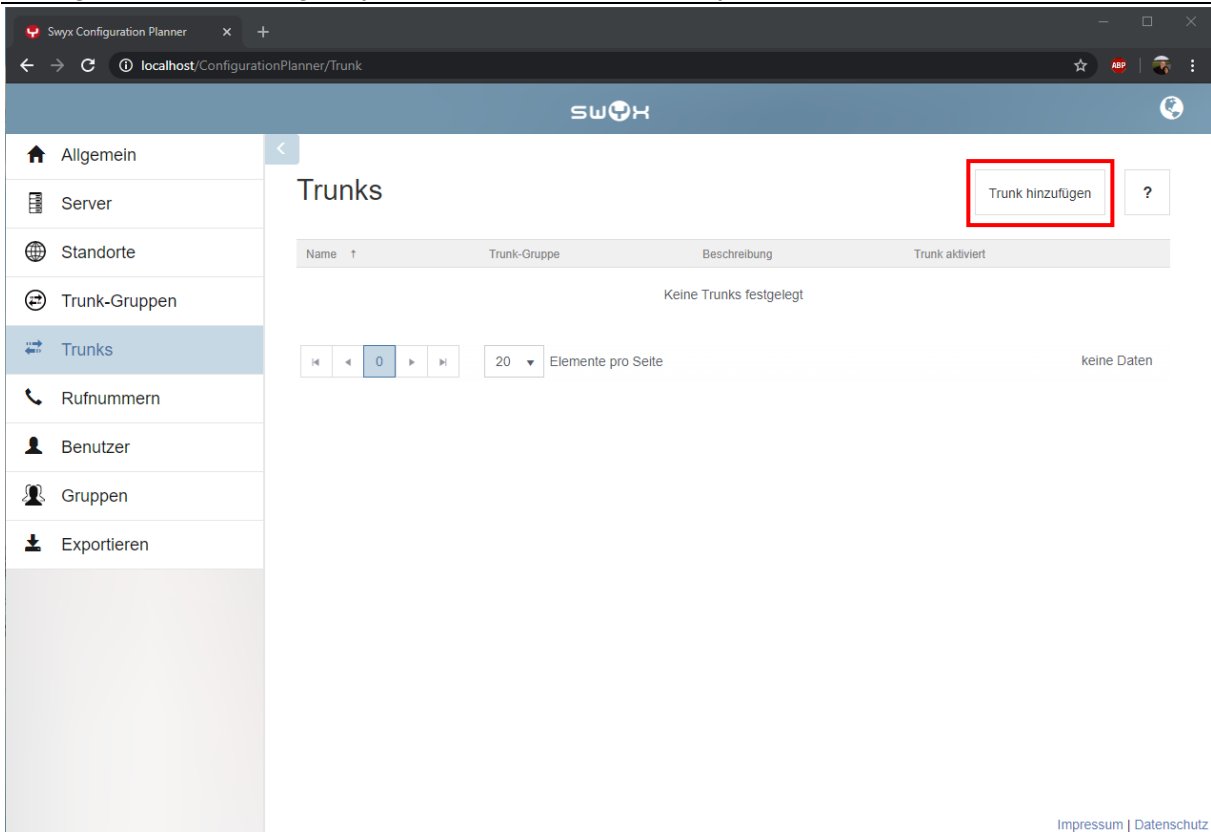 Swyx Configuration Planner
localhost/ConfigurationPlanner/Trunk
ABP
swyx
Allgemein
Server
Standorte
Trunk-Gruppen
Trunks
Rufnummern
Benutzer
Gruppen
Exportieren
Trunks
Trunk hinzufügen
?
Name ↑ Trunk-Gruppe Beschreibung Trunk aktiviert
Keine Trunks festgelegt
0 20 Elemente pro Seite keine Daten
Impressum | Datenschutz